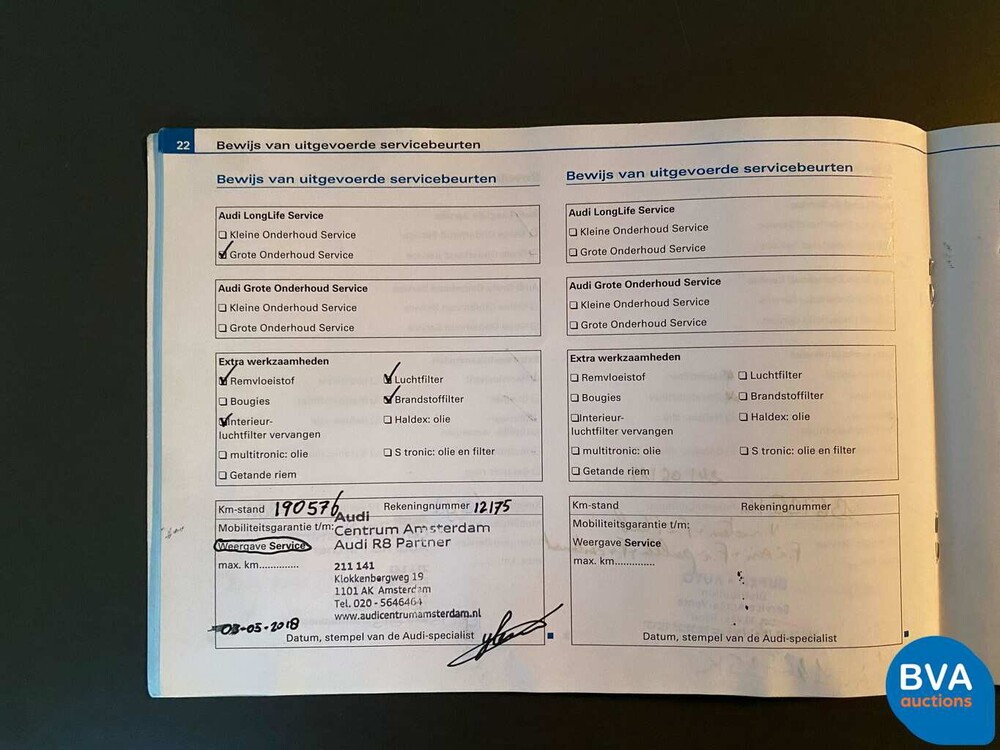 22
Bewijs van uitgevoerde servicebeurten
Bewijs van uitgevoerde servicebeurten
Audi LongLife Service
Kleine Onderhoud Service
Grote Onderhoud Service
Audi Grote Onderhoud Service
Kleine Onderhoud Service
Grote Onderhoud Service
Extra werkzaamheden
Remvloeistof
Luchtfilter
Bougies
Brandstoffilter
Interieur-
luchtfilter vervangen
Haldex: olie
multitronic: olie
S tronic: olie en filter
Getande riem
Km-stand 190576 Rekeningnummer 12175
Mobiliteitsgarantie t/m:
Weergave Service
max. km..............
Audi
Centrum Amsterdam
Audi R8 Partner
211 141
Klokkenbergweg 19
1101 AK Amsterdam
Tel. 020 - 5646464
www.audicentrumamsterdam.nl
03-05-2018
Datum, stempel van de Audi-specialist
Bewijs van uitgevoerde servicebeurten
Audi LongLife Service
Kleine Onderhoud Service
Grote Onderhoud Service
Audi Grote Onderhoud Service
Kleine Onderhoud Service
Grote Onderhoud Service
Extra werkzaamheden
Remvloeistof
Luchtfilter
Bougies
Brandstoffilter
Interieur-
luchtfilter vervangen
Haldex: olie
multitronic: olie
S tronic: olie en filter
Getande riem
Km-stand Rekeningnummer
Mobiliteitsgarantie t/m:
Weergave Service
max. km..............
Datum, stempel van de Audi-specialist
BVA
auctions